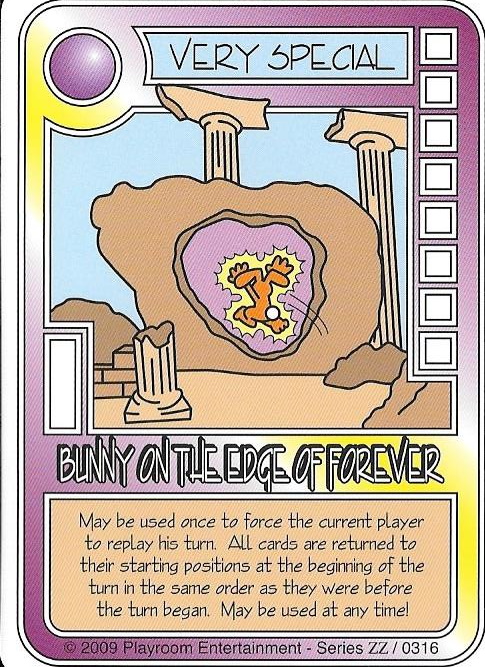 VERY SPECIAL
BUNNY ON THE EDGE OF FOREVER
May be used once to force the current player
to replay his turn. All cards are returned to
their starting positions at the beginning of the
turn in the same order as they were before
the turn began. May be used at any time!
© 2009 Playroom Entertainment - Series ZZ / 0316